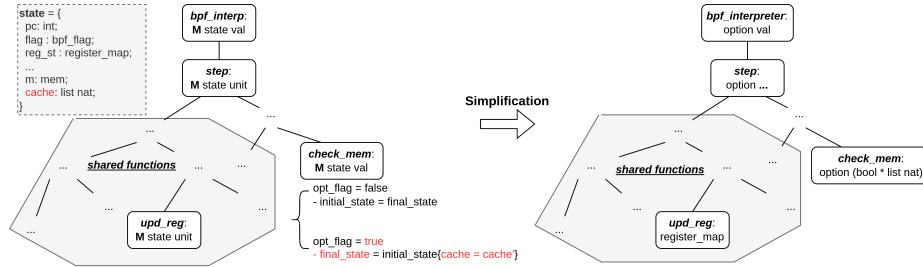 state = {
pc: int;
flag : bpf_flag;
reg_st : register_map;
...
m: mem;
cache: list nat;
}
bpf_interp:
M state val
step:
M state unit
...
...
...
shared functions
...
...
...
...
...
upd_reg:
M state unit
check_mem:
M state val
opt_flag = false
- initial_state = final_state
opt_flag = true
- final_state = initial_state{cache = cache'}
Simplification
bpf_interpreter:
option val
step:
option ...
...
...
...
shared functions
...
...
...
...
...
upd_reg:
register_map
check_mem:
option (bool * list nat)